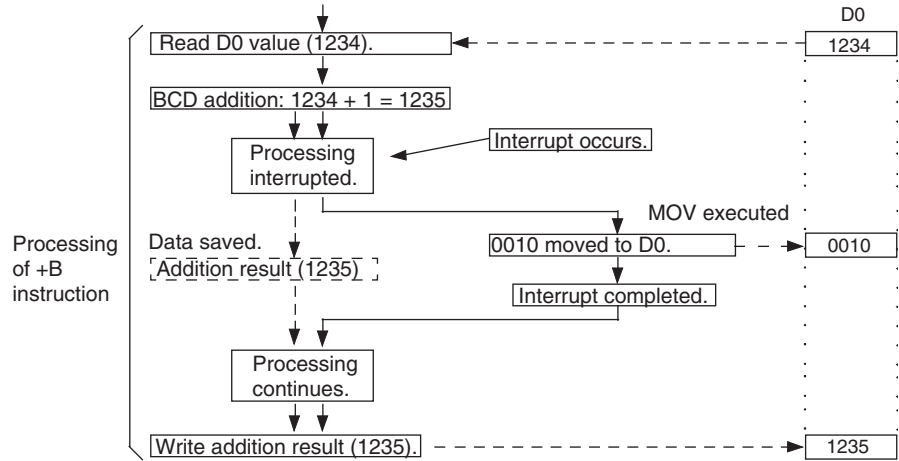 D0
Read D0 value (1234).
1234
BCD addition: 1234 + 1 = 1235
Interrupt occurs.
Processing
interrupted.
MOV executed
Processing
of +B
instruction
Data saved.
0010 moved to D0.
0010
Addition result (1235)
Interrupt completed.
Processing
continues.
Write addition result (1235).
1235